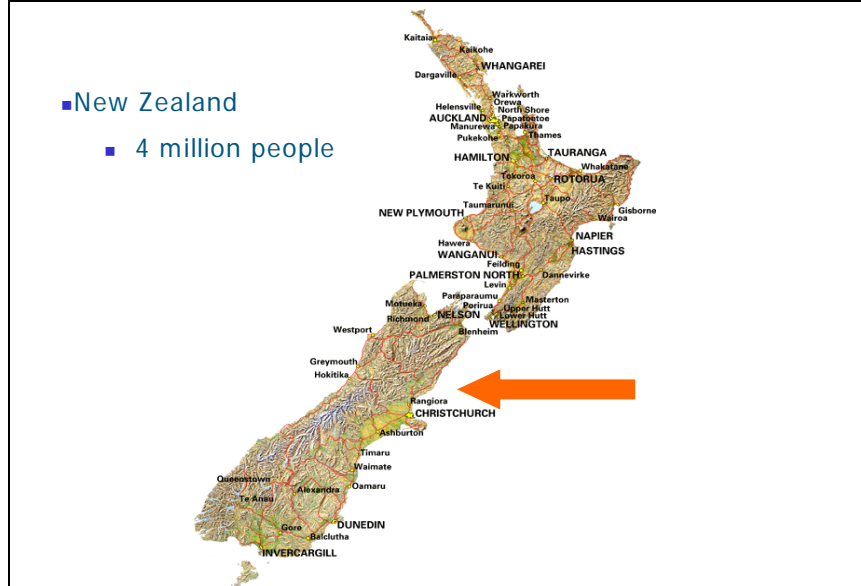 New Zealand
4 million people
Kaitaia
Kaikohe
WHANGAREI
Dargaville
Warkworth
Orewa
Helensville
North Shore
AUCKLAND
Papatoetoe
Manurewa
Papakura
Pukekohe
Thames
HAMILTON
TAURANGA
Whakatane
Tokoroa
ROTORUA
Te Kuiti
Taupo
Taumarunui
NEW PLYMOUTH
Gisborne
Wairoa
NAPIER
Hawera
HASTINGS
WANGANUI
Feilding
PALMERSTON NORTH
Dannevirke
Levin
Paraparaumu
Masterton
Porirua
Upper Hutt
Motueka
NELSON
Lower Hutt
Richmond
WELLINGTON
Westport
Blenheim
Greymouth
Hokitika
Rangiora
CHRISTCHURCH
Ashburton
Timaru
Waimate
Queenstown
Oamaru
Alexandra
Te Anau
DUNEDIN
Gore
Balclutha
INVERCARGILL